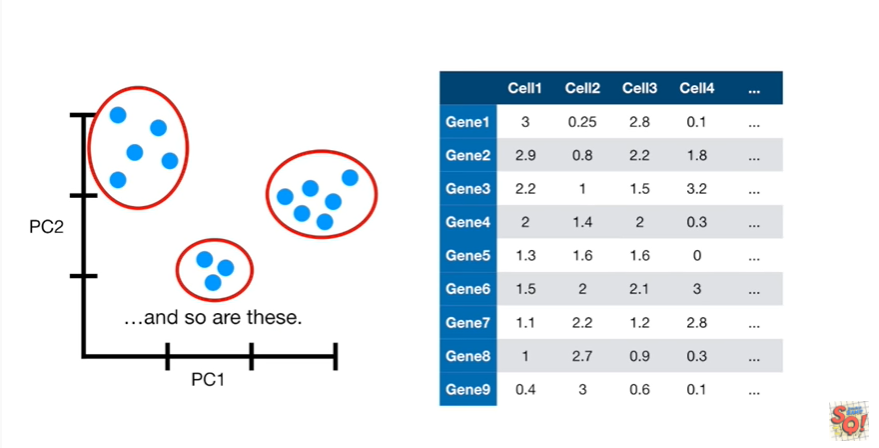 PC2
…and so are these.
PC1
Cell1 Cell2 Cell3 Cell4 ...
Gene1 3 0.25 2.8 0.1 ...
Gene2 2.9 0.8 2.2 1.8 ...
Gene3 2.2 1 1.5 3.2 ...
Gene4 2 1.4 2 0.3 ...
Gene5 1.3 1.6 1.6 0 ...
Gene6 1.5 2 2.1 3 ...
Gene7 1.1 2.2 1.2 2.8 ...
Gene8 1 2.7 0.9 0.3 ...
Gene9 0.4 3 0.6 0.1 ...
SQ!